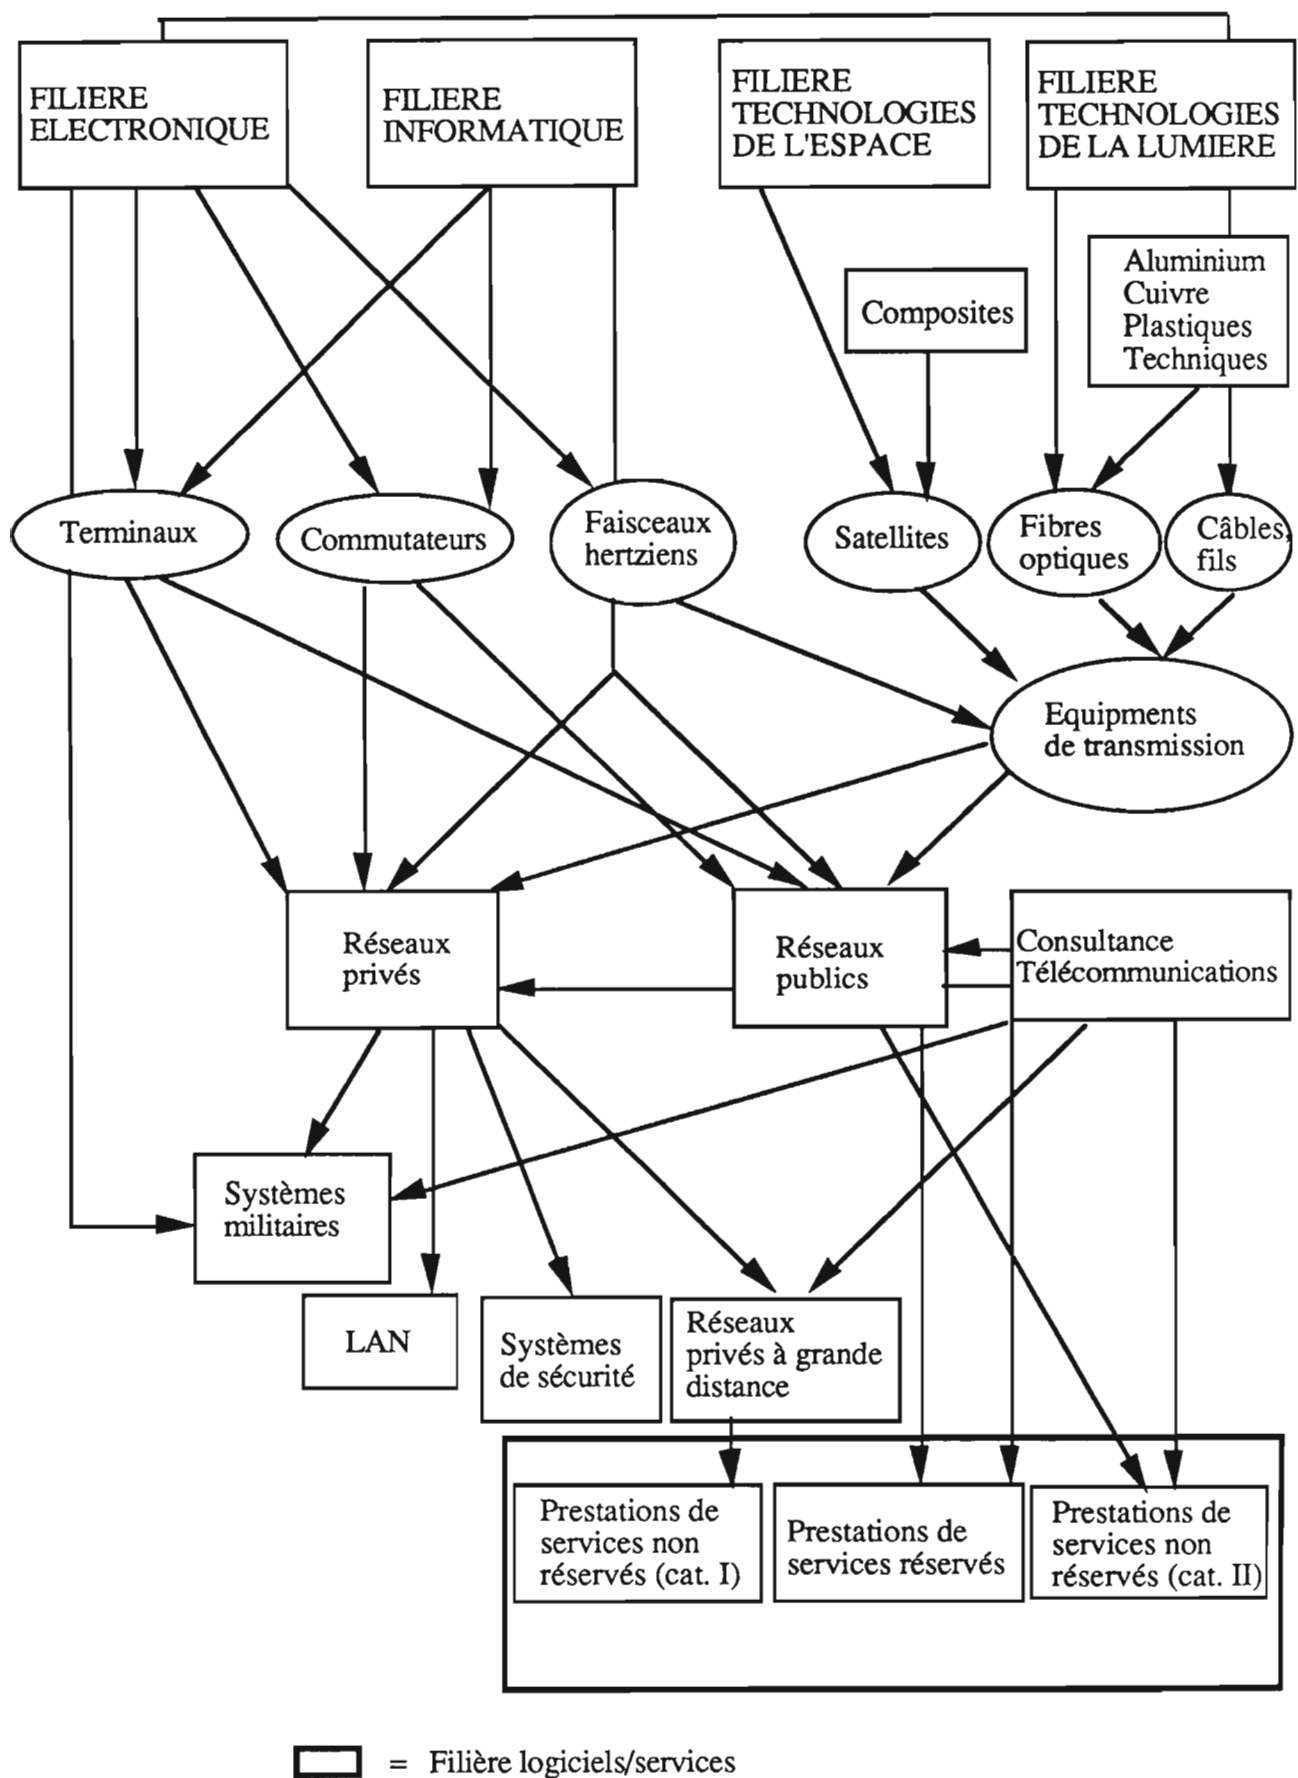 FILIERE
ELECTRONIQUE
FILIERE
INFORMATIQUE
FILIERE
TECHNOLOGIES
DE L'ESPACE
FILIERE
TECHNOLOGIES
DE LA LUMIERE
Composites
Aluminium
Cuivre
Plastiques
Techniques
Terminaux
Commutateurs
Faisceaux
hertziens
Satellites
Fibres
optiques
Câbles,
fils
Equipments
de transmission
Réseaux
privés
Réseaux
publics
Consultance
Télécommunications
Systèmes
militaires
LAN
Systèmes
de sécurité
Réseaux
privés à grande
distance
Prestations de
services non
réservés (cat. I)
Prestations de
services réservés
Prestations de
services non
réservés (cat. II)
= Filière logiciels/services